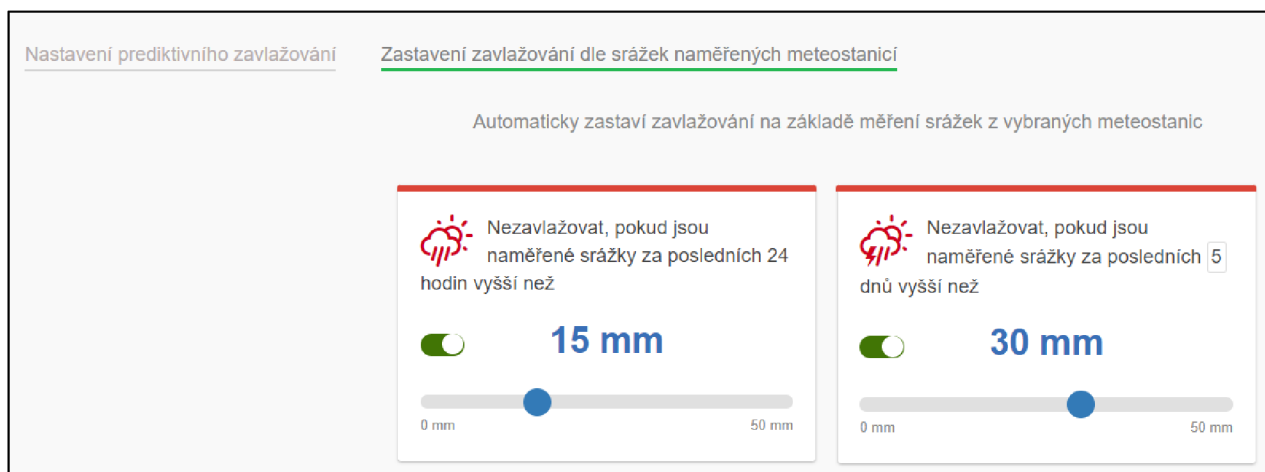 Nastavení prediktivního zavlažování
Zastavení zavlažování dle srážek naměřených meteostanicí
Automaticky zastaví zavlažování na základě měření srážek z vybraných meteostanic
Nezavlažovat, pokud jsou
naměřené srážky za posledních 24
hodin vyšší než
15 mm
0 mm
50 mm
Nezavlažovat, pokud jsou
naměřené srážky za posledních 5
dnů vyšší než
30 mm
0 mm
50 mm